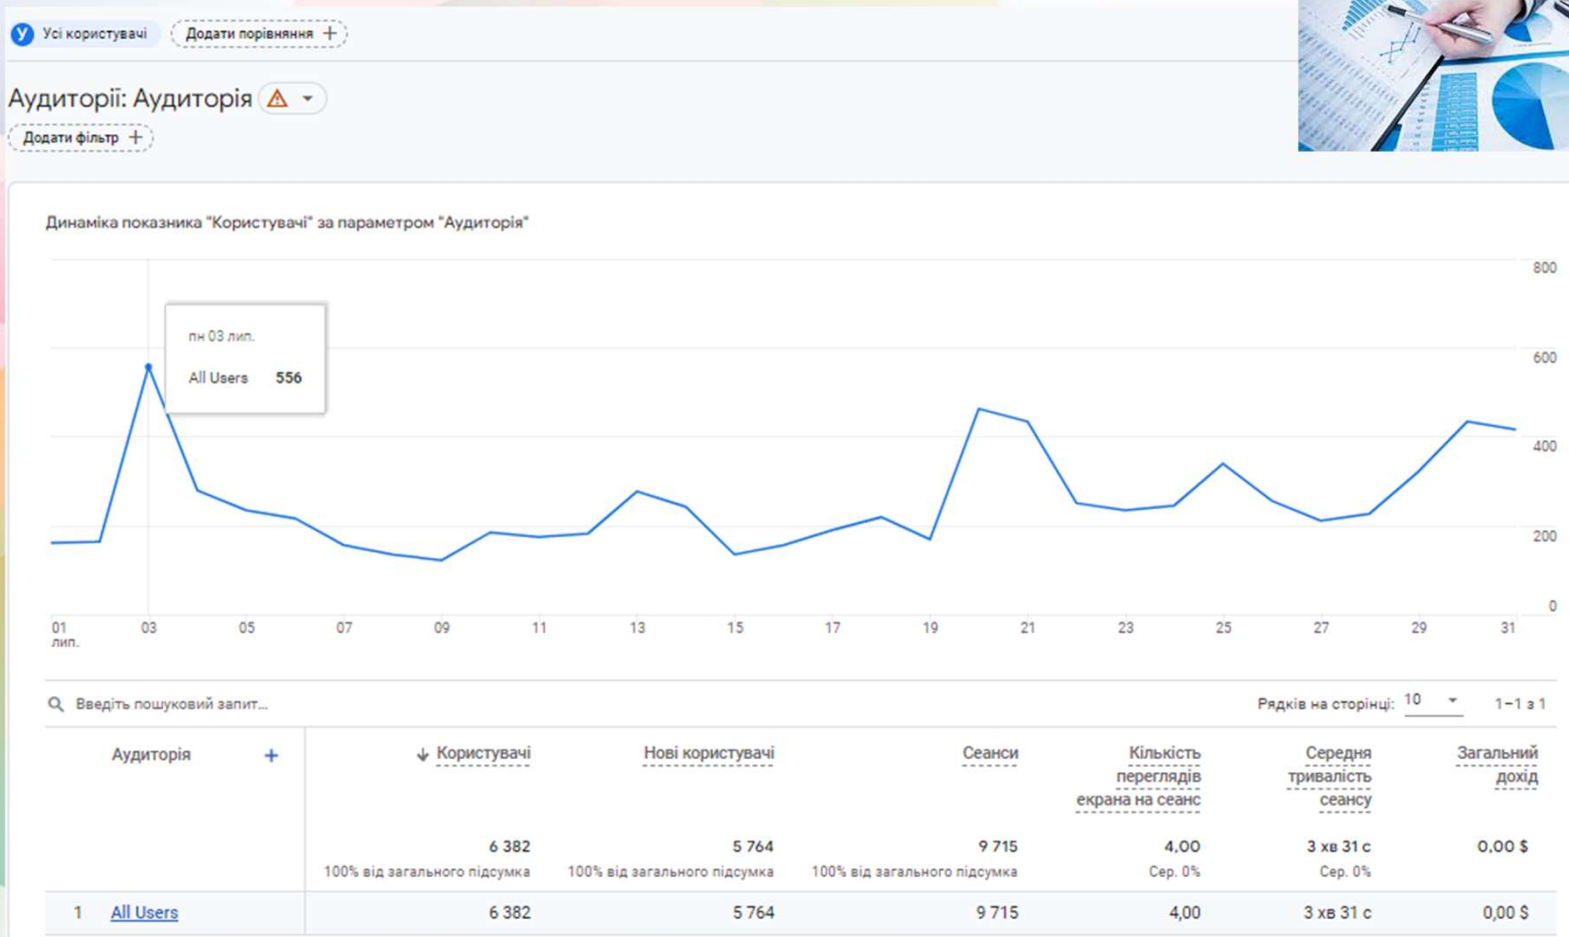 У Усі користувачі Додати порівняння +
Аудиторії: Аудиторія
Додати фільтр +
Динаміка показника "Користувачі" за параметром "Аудиторія"
800
пн 03 лип.
600
All Users 556
400
200
0
01 03 05 07 09 11 13 15 17 19 21 23 25 27 29 31
лип.
Введіть пошуковий запит... Рядків на сторінці: 10 1–1 з 1
Аудиторія + Користувачі Нові користувачі Сеанси Кількість Середня Загальний
переглядів тривалість дохід
екрана на сеанс сеансу
6 382 5 764 9 715 4,00 3 хв 31 с 0,00 $
100% від загального підсумка 100% від загального підсумка 100% від загального підсумка Сер. 0% Сер. 0%
1 All Users 6 382 5 764 9 715 4,00 3 хв 31 с 0,00 $